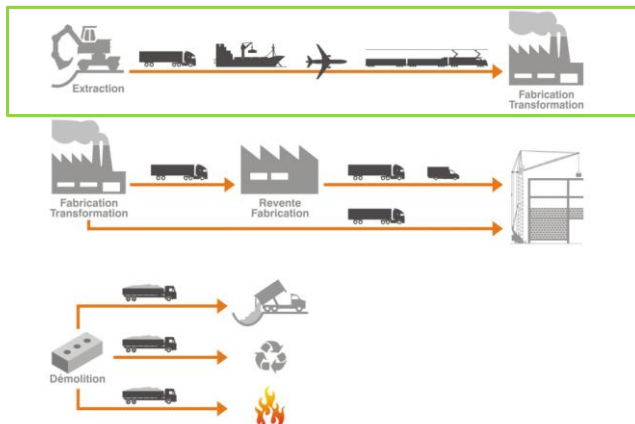 Extraction
Fabrication
Transformation
Fabrication
Transformation
Revente
Fabrication
Démolition